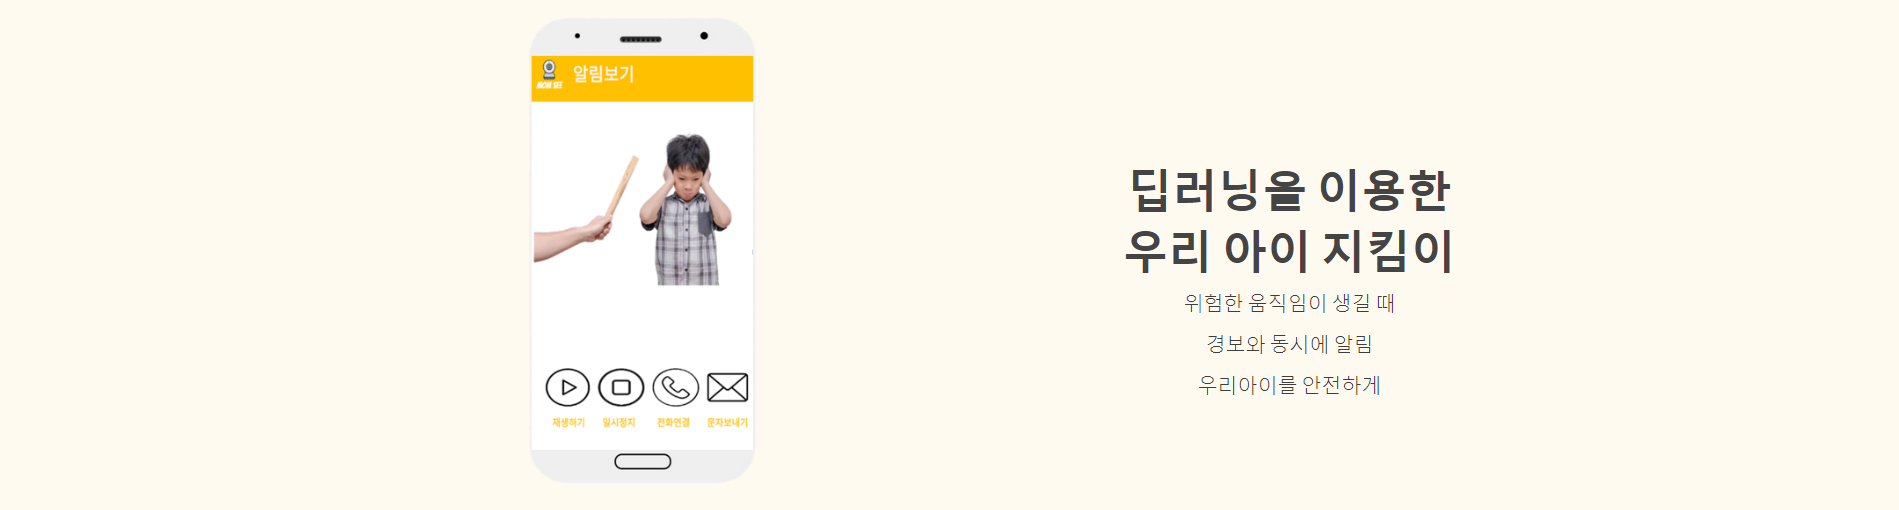 MOM SEE
알림보기
재생하기
일시정지
전화연결
문자보내기
딥러닝을 이용한
우리 아이 지킴이
위험한 움직임이 생길 때
경보와 동시에 알림
우리아이를 안전하게